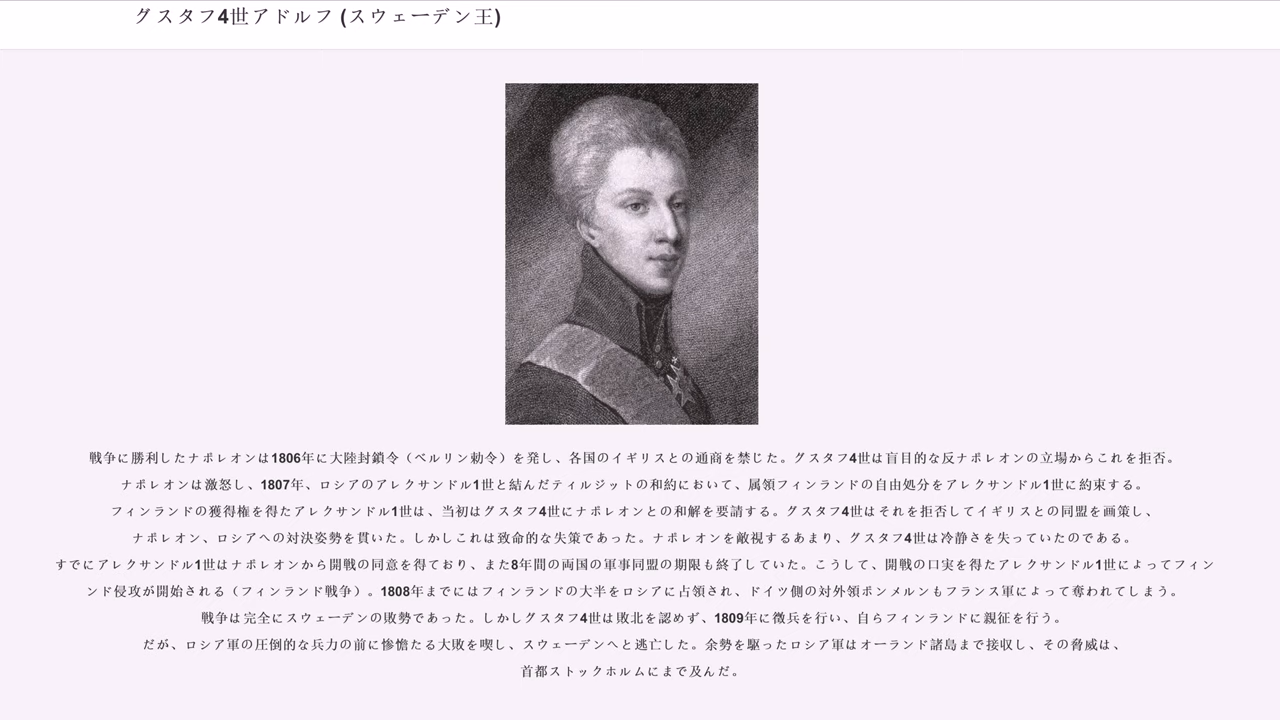 グスタフ4世アドルフ (スウェーデン王)
戦争に勝利したナポレオンは1806年に大陸封鎖令（ベルリン勅令）を発し、各国のイギリスとの通商を禁じた。グスタフ4世は盲目的な反ナポレオンの立場からこれを拒否。
ナポレオンは激怒し、1807年、ロシアのアレクサンドル1世と結んだティルジットの和約において、属領フィンランドの自由処分をアレクサンドル1世に約束する。
フィンランドの獲得権を得たアレクサンドル1世は、当初はグスタフ4世にナポレオンとの和解を要請する。グスタフ4世はそれを拒否してイギリスとの同盟を画策し、
ナポレオン、ロシアへの対決姿勢を貫いた。しかしこれは致命的な失策であった。ナポレオンを敵視するあまり、グスタフ4世は冷静さを失っていたのである。
すでにアレクサンドル1世はナポレオンから開戦の同意を得ており、また8年間の両国の軍事同盟の期限も終了していた。こうして、開戦の口実を得たアレクサンドル1世によってフィン
ンド侵攻が開始される（フィンランド戦争）。1808年までにはフィンランドの大半をロシアに占領され、ドイツ側の対外領ポンメルンもフランス軍によって奪われてしまう。
戦争は完全にスウェーデンの敗勢であった。しかしグスタフ4世は敗北を認めず、1809年に徴兵を行い、自らフィンランドに親征を行う。
だが、ロシア軍の圧倒的な兵力の前に惨憺たる大敗を喫し、スウェーデンへと逃亡した。余勢を駆ったロシア軍はオーランド諸島まで接収し、その脅威は、
首都ストックホルムにまで及んだ。